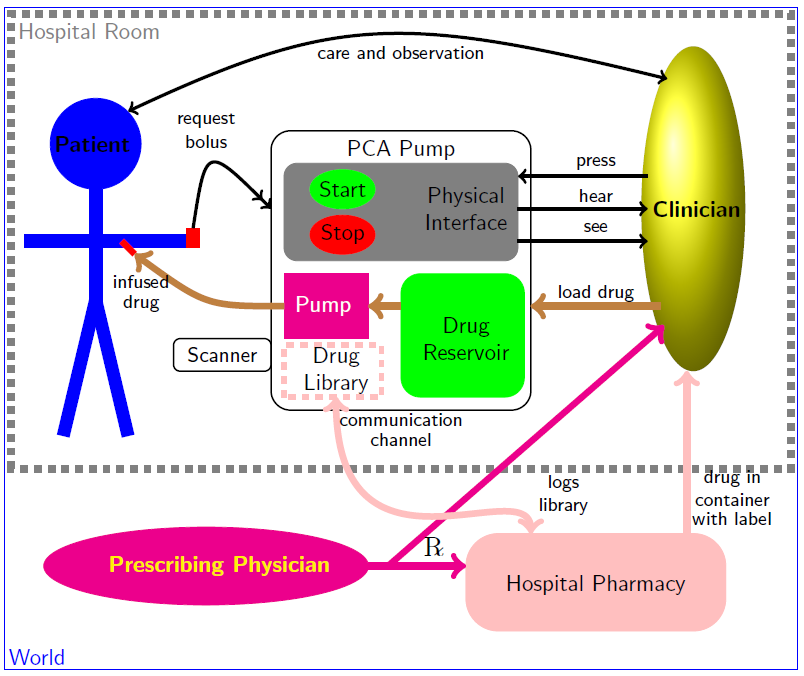 Hospital Room
care and observation
request
bolus
Patient
PCA Pump
press
Start
Physical
Interface
hear
Clinician
Stop
see
infused
drug
Pump
load drug
Drug
Reservoir
Scanner
Drug
Library
communication
channel
logs
library
drug in
container
with label
℞
Prescribing Physician
Hospital Pharmacy
World